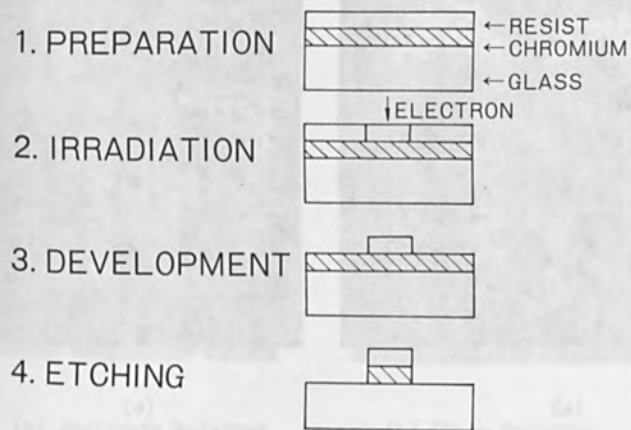 1. PREPARATION
←RESIST
←CHROMIUM
←GLASS
↓ELECTRON
2. IRRADIATION
3. DEVELOPMENT
4. ETCHING